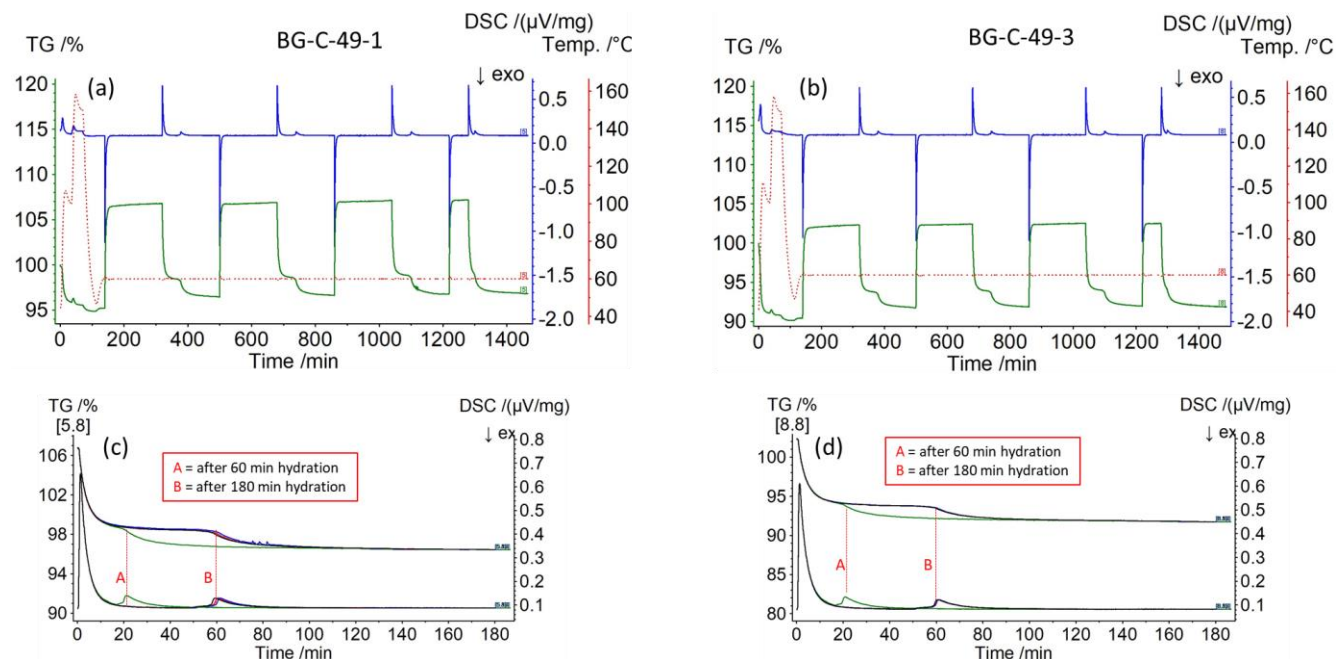 DSC /(µV/mg)
TG /%
BG-C-49-1
Temp. /°C
↓ exo
(a)
120
115
110
105
100
95
0.5
0.0
-0.5
-1.0
-1.5
-2.0
160
140
120
100
80
60
40
0 200 400 600 800 1000 1200 1400
Time /min
DSC /(µV/mg)
TG /%
BG-C-49-3
Temp. /°C
↓ exo
(b)
120
115
110
105
100
95
90
0.5
0.0
-0.5
-1.0
-1.5
-2.0
160
140
120
100
80
60
40
0 200 400 600 800 1000 1200 1400
Time /min
TG /%
[5.8]
DSC /(µV/mg)
↓ ex
(c)
A = after 60 min hydration
B = after 180 min hydration
106
102
98
94
90
0.8
0.7
0.6
0.5
0.4
0.3
0.2
0.1
A
B
0 20 40 60 80 100 120 140 160 180
Time /min
TG /%
[8.8]
DSC /(µV/mg)
↓ ex
(d)
A = after 60 min hydration
B = after 180 min hydration
100
95
90
85
80
0.8
0.7
0.6
0.5
0.4
0.3
0.2
0.1
A
B
0 20 40 60 80 100 120 140 160 180
Time /min